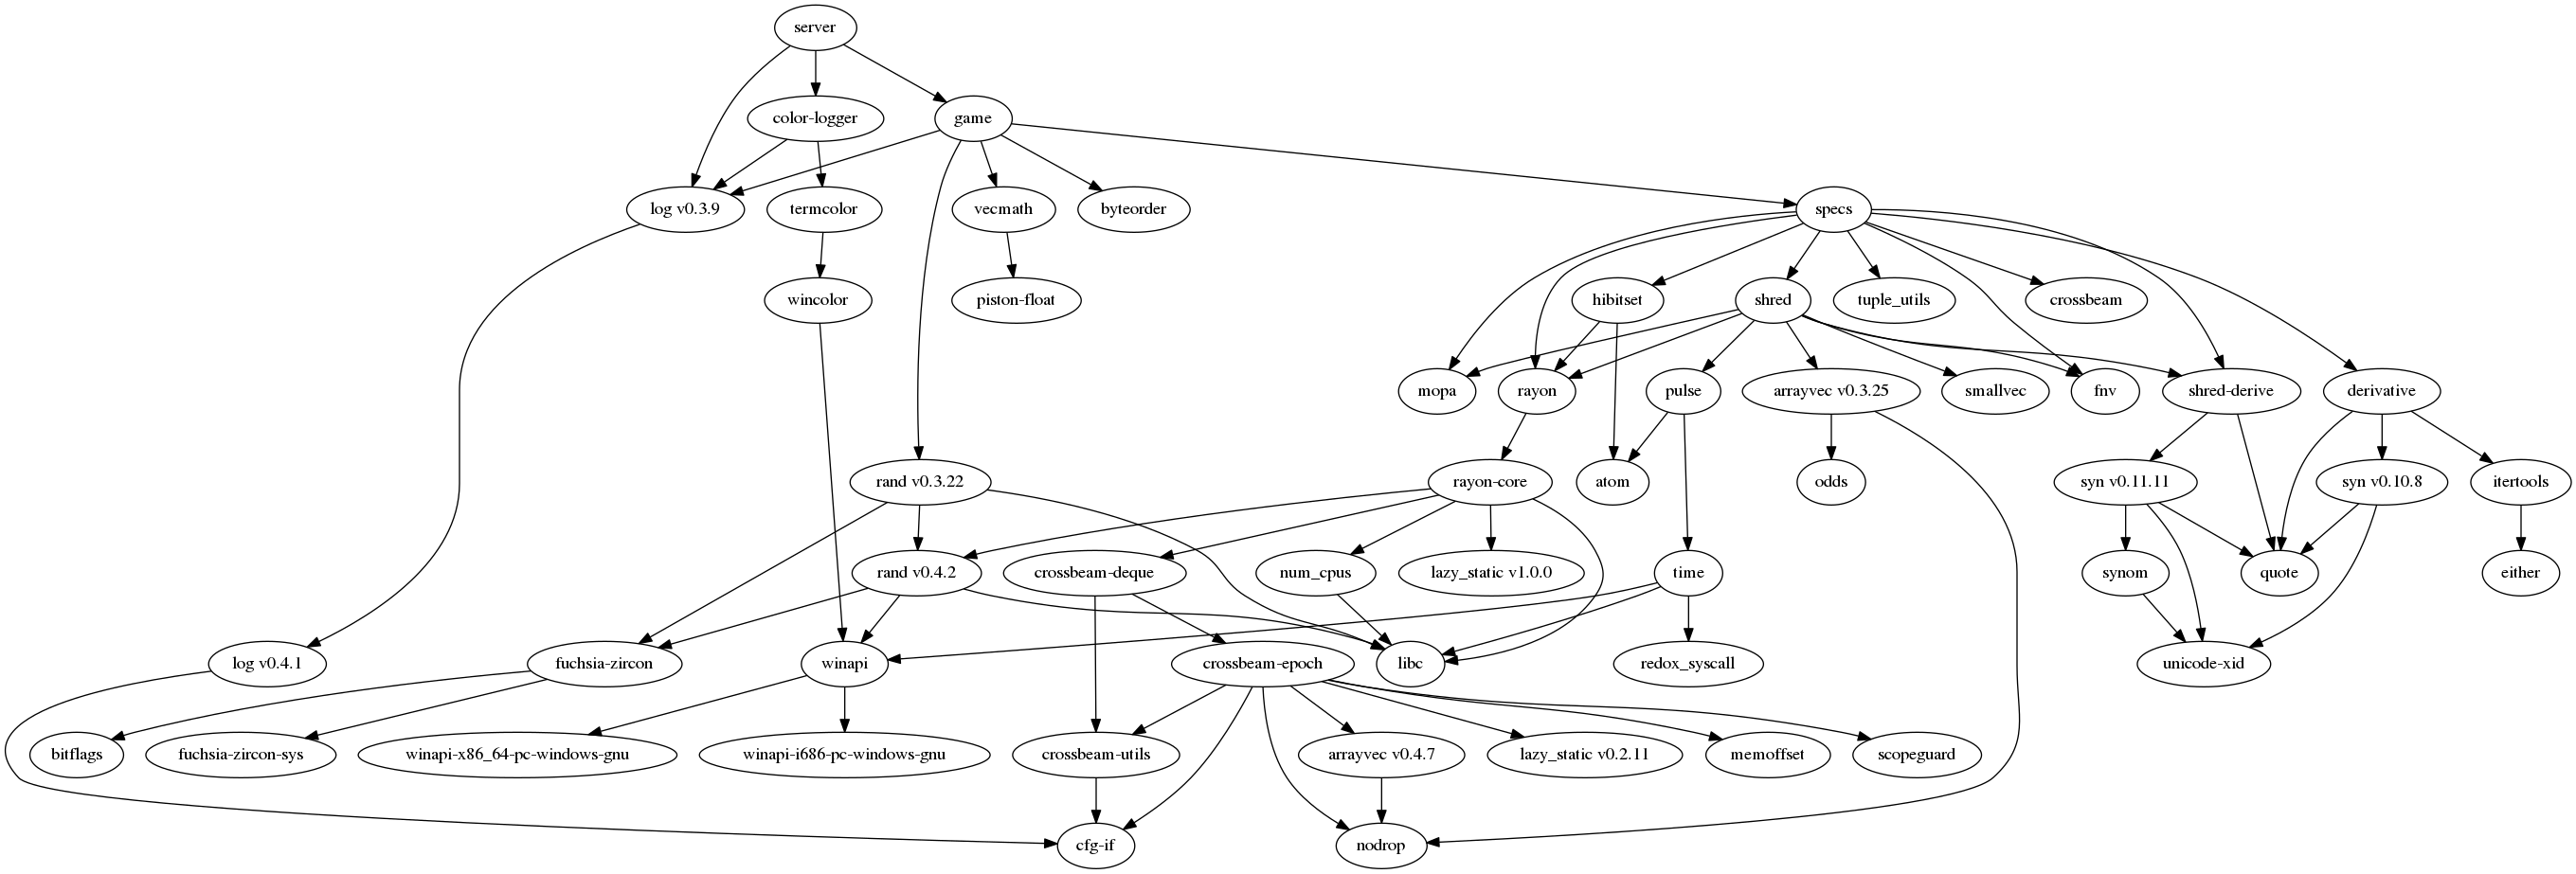 server
color-logger
game
log v0.3.9
termcolor
vecmath
byteorder
specs
wincolor
piston-float
hibitset
shred
tuple_utils
crossbeam
mopa
rayon
pulse
arrayvec v0.3.25
smallvec
fnv
shred-derive
derivative
rand v0.3.22
rayon-core
atom
odds
syn v0.11.11
syn v0.10.8
itertools
rand v0.4.2
crossbeam-deque
num_cpus
lazy_static v1.0.0
time
synom
quote
either
log v0.4.1
fuchsia-zircon
winapi
crossbeam-epoch
libc
redox_syscall
unicode-xid
bitflags
fuchsia-zircon-sys
winapi-x86_64-pc-windows-gnu
winapi-i686-pc-windows-gnu
crossbeam-utils
arrayvec v0.4.7
lazy_static v0.2.11
memoffset
scopeguard
cfg-if
nodrop